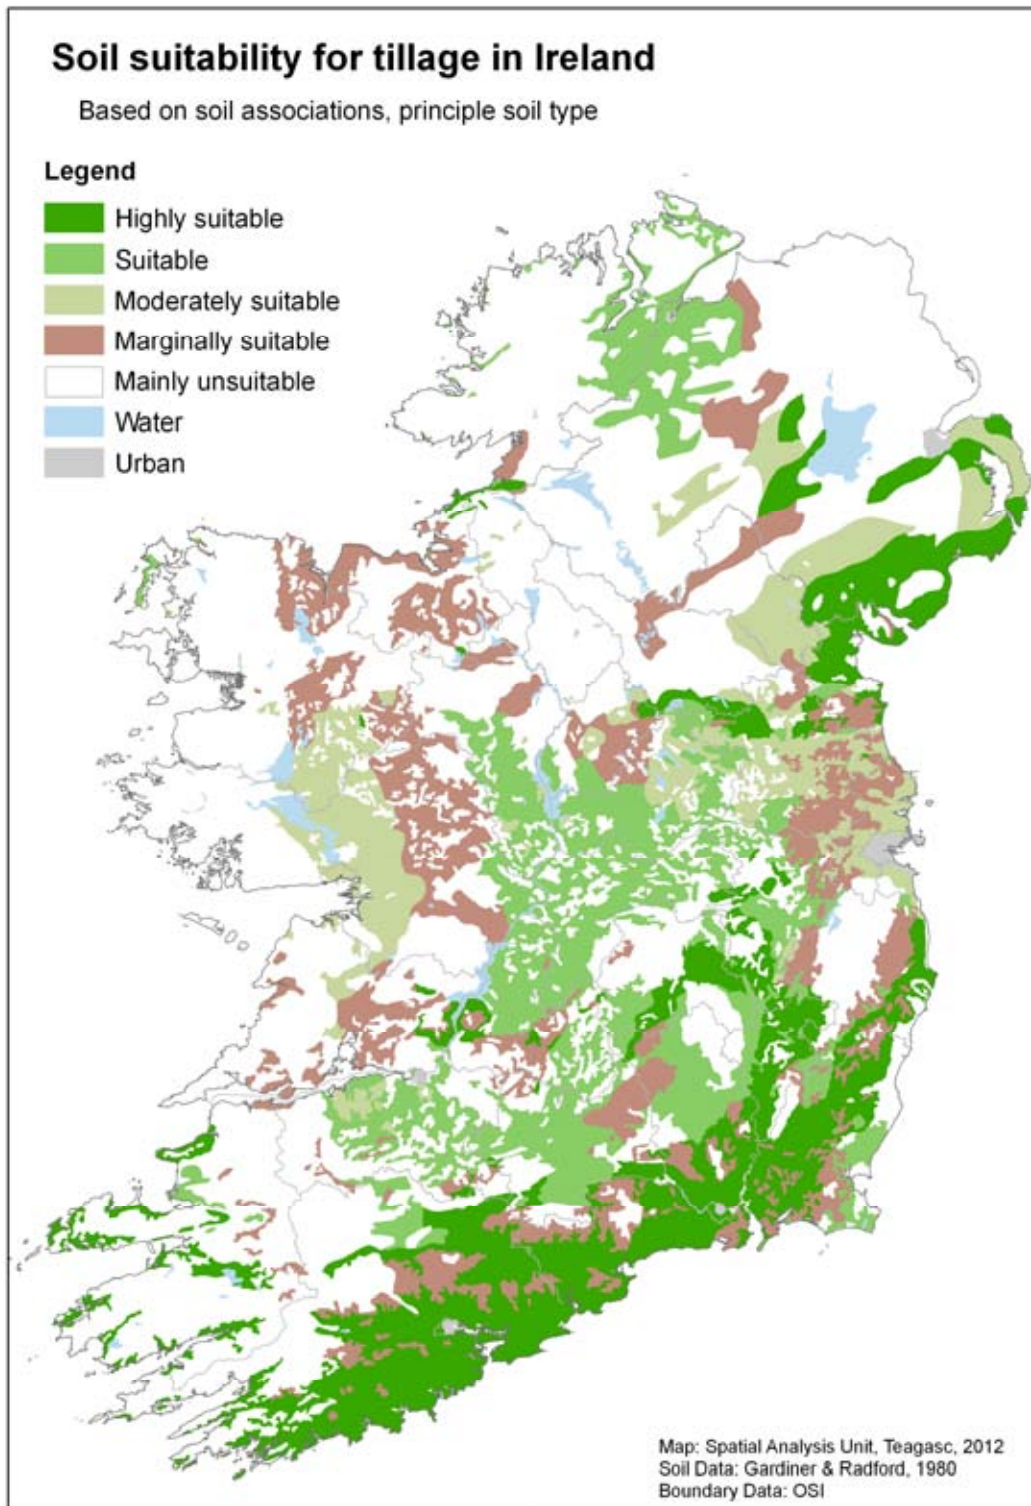 Soil suitability for tillage in Ireland
Based on soil associations, principle soil type
Legend
Highly suitable
Suitable
Moderately suitable
Marginally suitable
Mainly unsuitable
Water
Urban
Map: Spatial Analysis Unit, Teagasc, 2012
Soil Data: Gardiner & Radford, 1980
Boundary Data: OSI